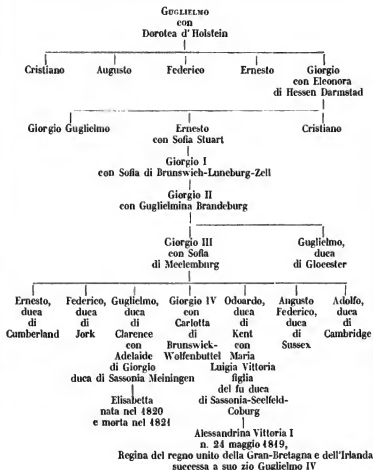 GUGLIELMO
con
Dorotea d'Holstein
Cristiano Augusto Federico Ernesto Giorgio
con Eleonora
di Hessen Darmstad
Giorgio Guglielmo Ernesto Cristiano
con Sofia Stuart
Giorgio I
con Sofia di Brunswich-Luneburg-Zell
Giorgio II
con Guglielmina Brandeburg
Giorgio III
con Sofia
di Meclemburg
Guglielmo,
duca
di Glocester
Ernesto,
duca
di
Cumberland
Federico,
duca
di
Jork
Guglielmo,
duca
di
Clarence
con
Adelaide
di Giorgio
duca di Sassonia Meiningen
Elisabetta
nata nel 1820
e morta nel 1821
Giorgio IV
con
Carlotta
di
Brunswick-
Wolfenbuttel
Odoardo,
duca
di
Kent
con
Maria
Luigia Vittoria
figlia
del fu duca
di Sassonia-Seelfeld-
Coburg
Alessandrina Vittoria I
n. 24 maggio 1819,
Regina del regno unito della Gran-Bretagna e dell'Irlanda
successa a suo zio Guglielmo IV
Augusto
Federico,
duca di
Sussex
Adolfo,
duca di
Cambridge